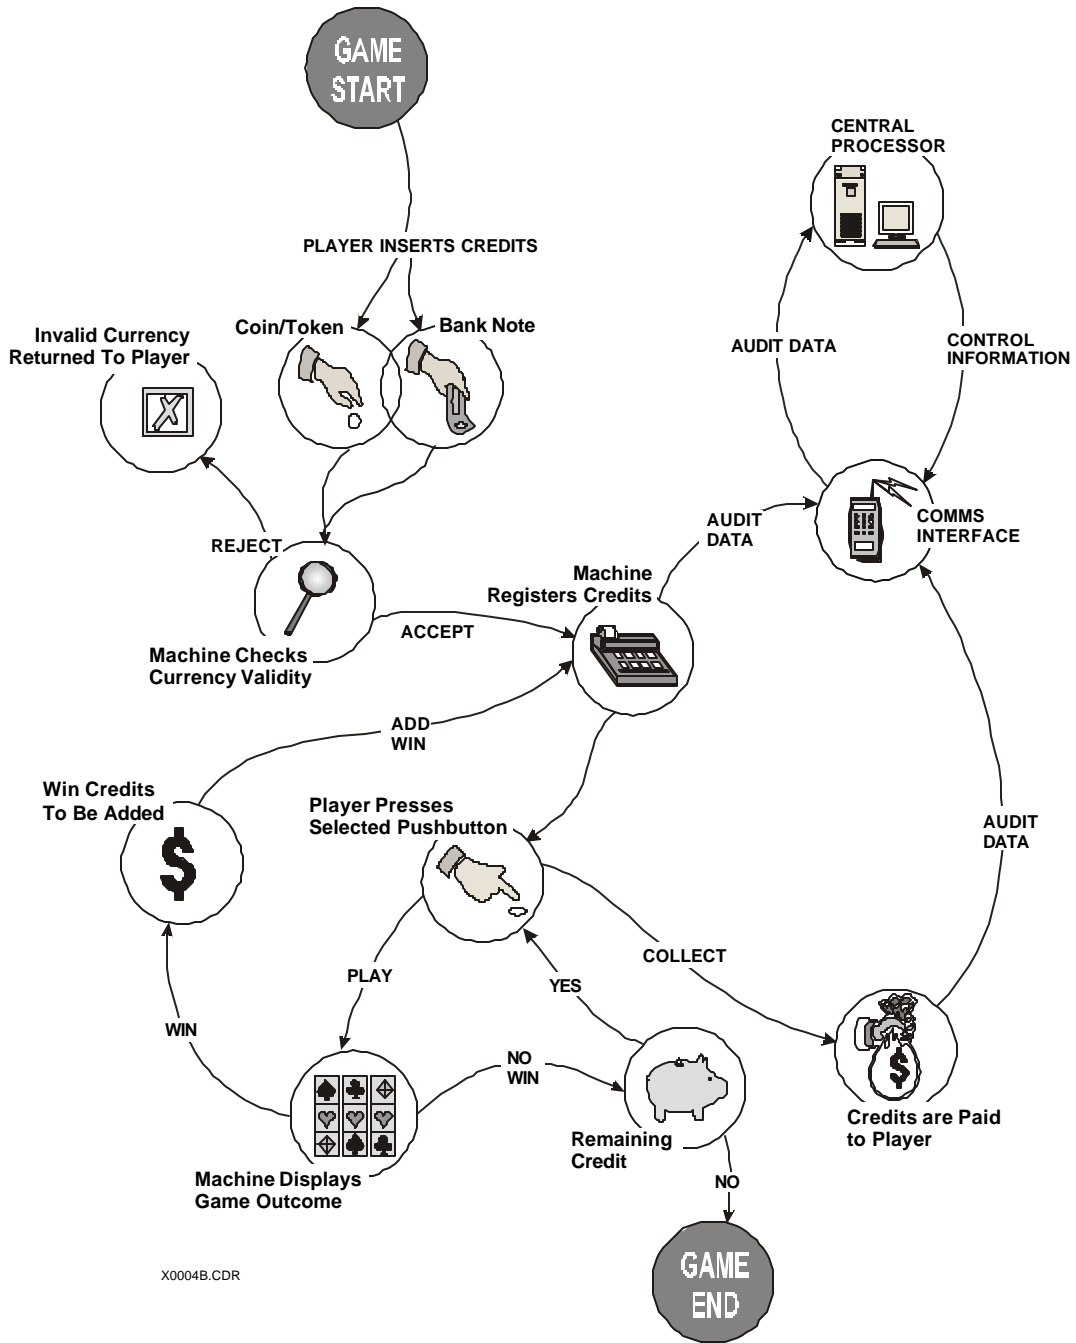 GAME
START
CENTRAL
PROCESSOR
PLAYER INSERTS CREDITS
Coin/Token
Bank Note
Invalid Currency
Returned To Player
AUDIT DATA
CONTROL
INFORMATION
X
REJECT
AUDIT
DATA
COMMS
INTERFACE
Machine
Registers Credits
ACCEPT
Machine Checks
Currency Validity
ADD
WIN
Win Credits
To Be Added
$
Player Presses
Selected Pushbutton
AUDIT
DATA
COLLECT
PLAY
YES
WIN
NO
WIN
$
Credits are Paid
to Player
Remaining
Credit
Machine Displays
Game Outcome
NO
GAME
END
X0004B.CDR